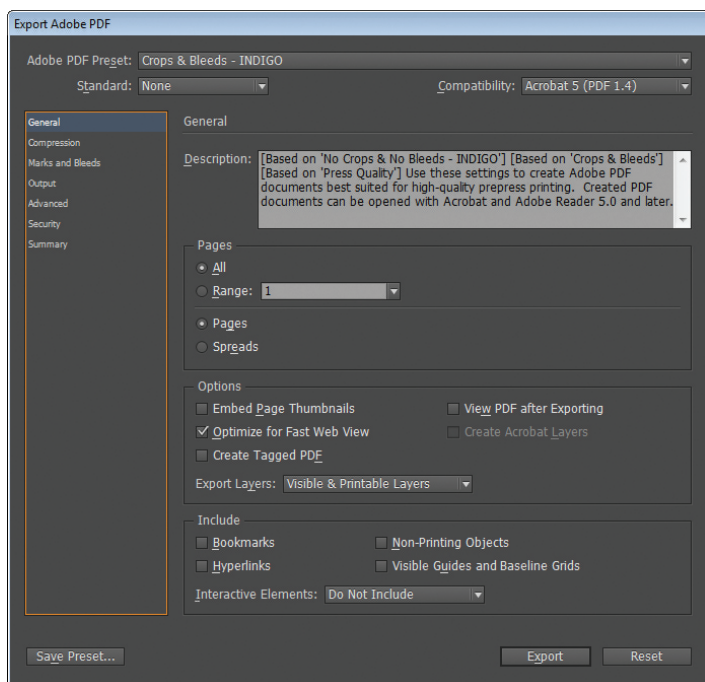 Export Adobe PDF
Adobe PDF Preset: Crops & Bleeds - INDIGO
Standard: None Compatibility: Acrobat 5 (PDF 1.4)
General
Compression
Marks and Bleeds
Output
Advanced
Security
Summary
General
Description: [Based on 'No Crops & No Bleeds - INDIGO'] [Based on 'Crops & Bleeds']
[Based on 'Press Quality'] Use these settings to create Adobe PDF
documents best suited for high-quality prepress printing. Created PDF
documents can be opened with Acrobat and Adobe Reader 5.0 and later.
Pages
All
Range: 1
Pages
Spreads
Options
Embed Page Thumbnails View PDF after Exporting
Optimize for Fast Web View Create Acrobat Layers
Create Tagged PDF
Export Layers: Visible & Printable Layers
Include
Bookmarks Non-Printing Objects
Hyperlinks Visible Guides and Baseline Grids
Interactive Elements: Do Not Include
Save Preset... Export Reset